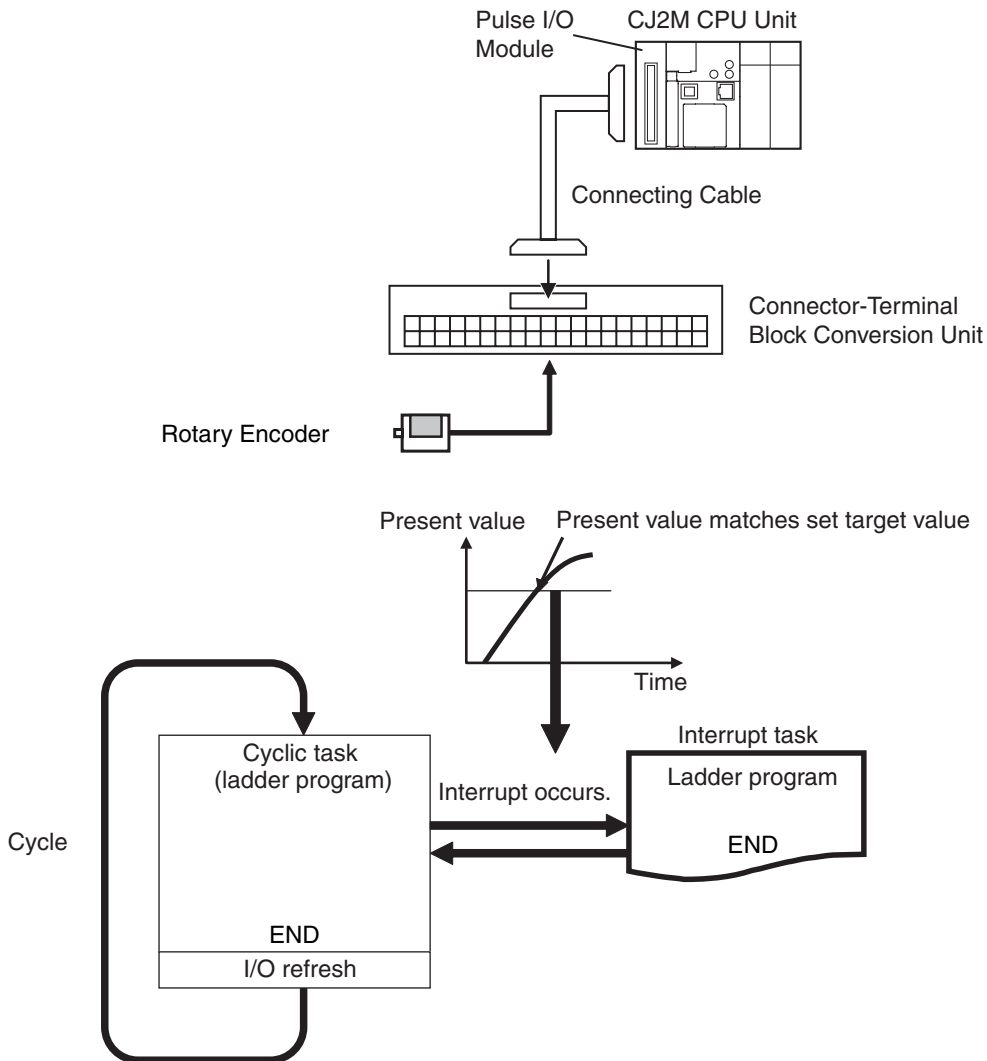 Pulse I/O
Module
CJ2M CPU Unit
Connecting Cable
Connector-Terminal
Block Conversion Unit
Rotary Encoder
Present value
Present value matches set target value
Time
Interrupt task
Cyclic task
(ladder program)
Ladder program
Interrupt occurs.
Cycle
END
END
I/O refresh